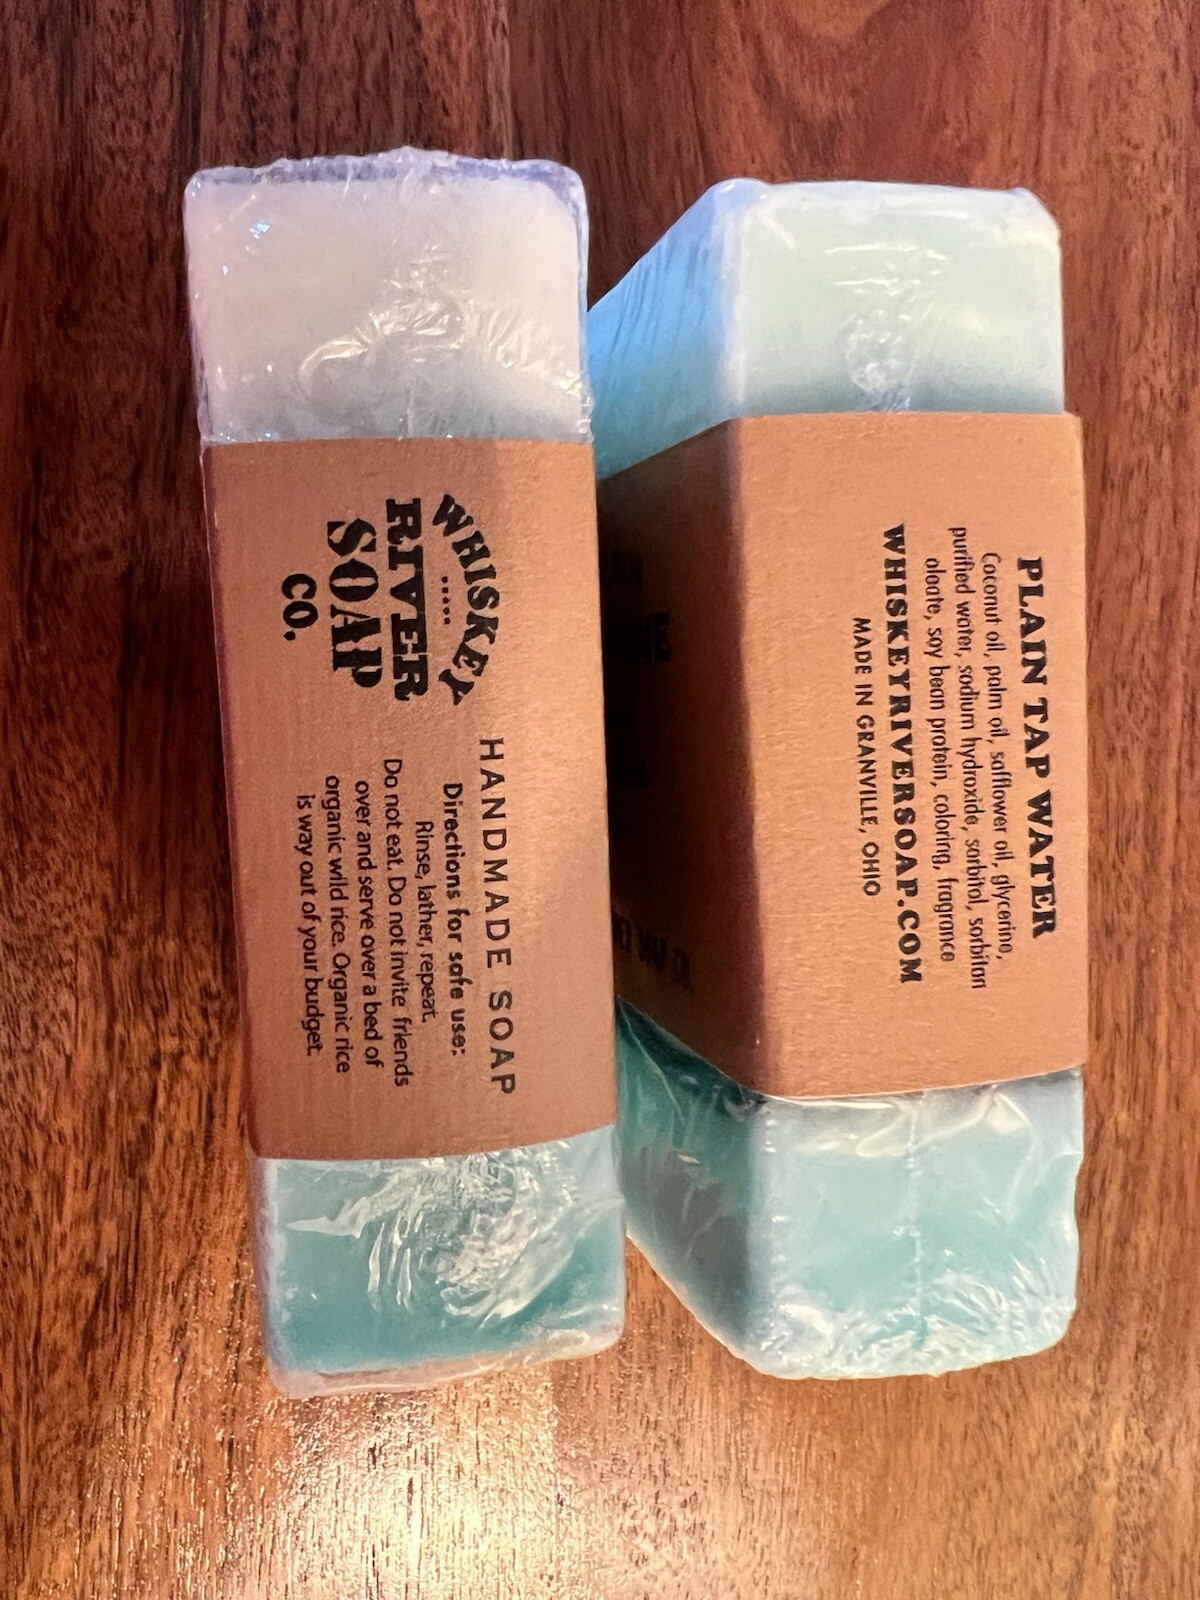 WHISKEY
RIVER
SOAP
CO.
HANDMADE SOAP
Directions for safe use:
Rinse, lather, repeat.
Do not eat. Do not invite friends
over and serve over a bed of
organic wild rice. Organic rice
is way out of your budget.
PLAIN TAP WATER
Coconut oil, palm oil, safflower oil, glycerine,
purified water, sodium hydroxide, sorbitol, sorbitan
oleate, soy bean protein, coloring, fragrance
WHISKEYRIVERSOAP.COM
MADE IN GRANVILLE, OHIO
SOAP CO.